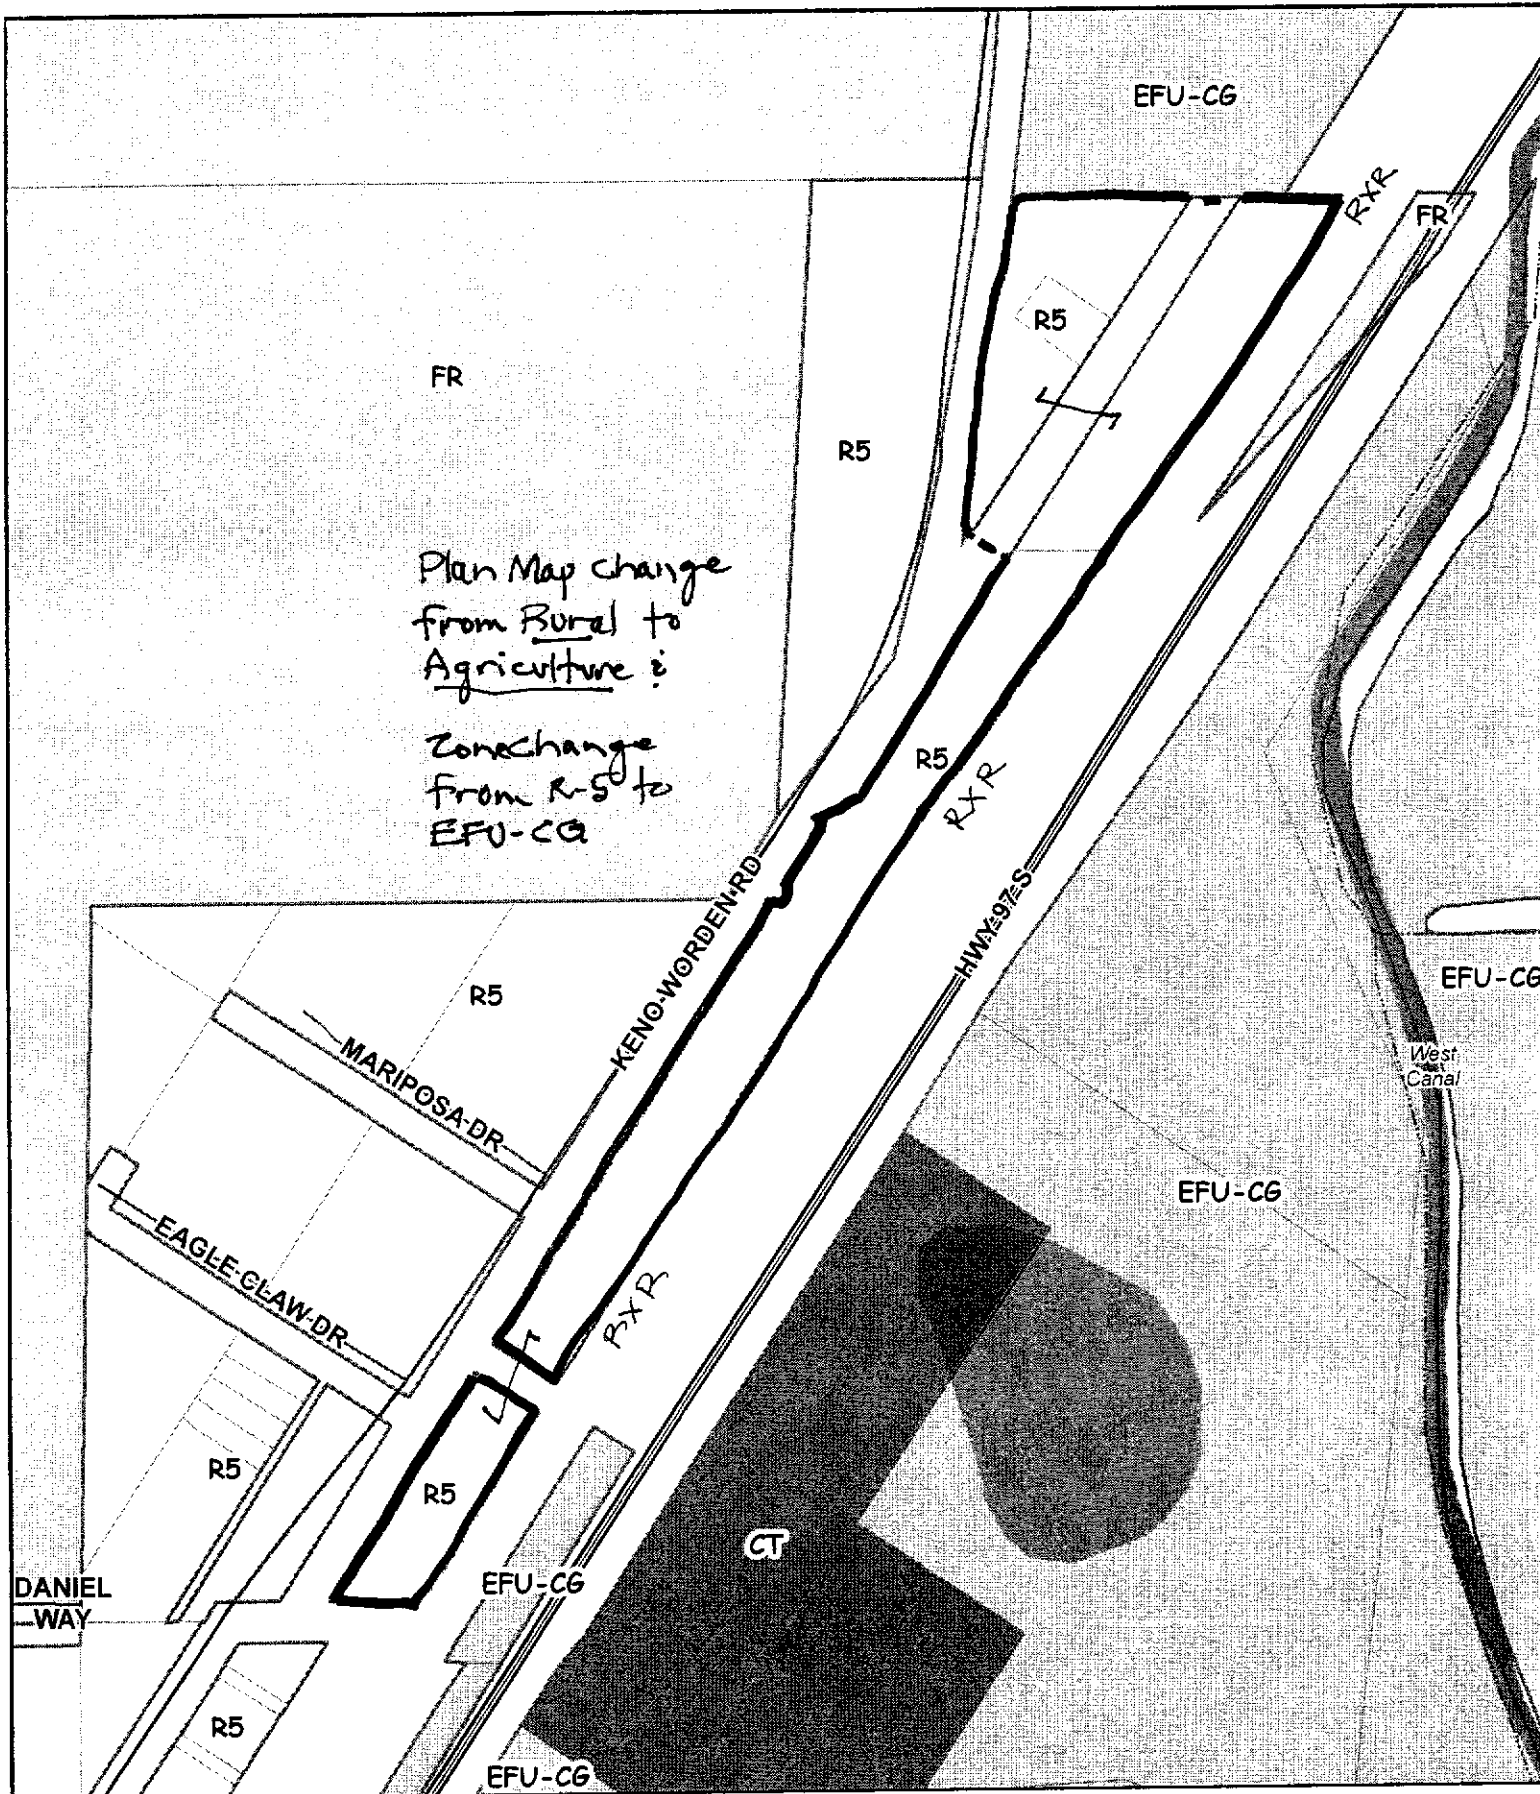 EFU-CG
RXR
FR
R5
FR
R5
Plan Map change
from Rural to
Agriculture &
Zone Change
from R-5 to
EFU-CG
R5
RXR
KENO-WORDEN-RD
HWY-97-S
EFU-CG
R5
MARIPOSA-DR
West
Canal
EFU-CG
EAGLE-CLAW-DR
RXR
R5
R5
CT
EFU-CG
DANIEL
WAY
R5
EFU-CG